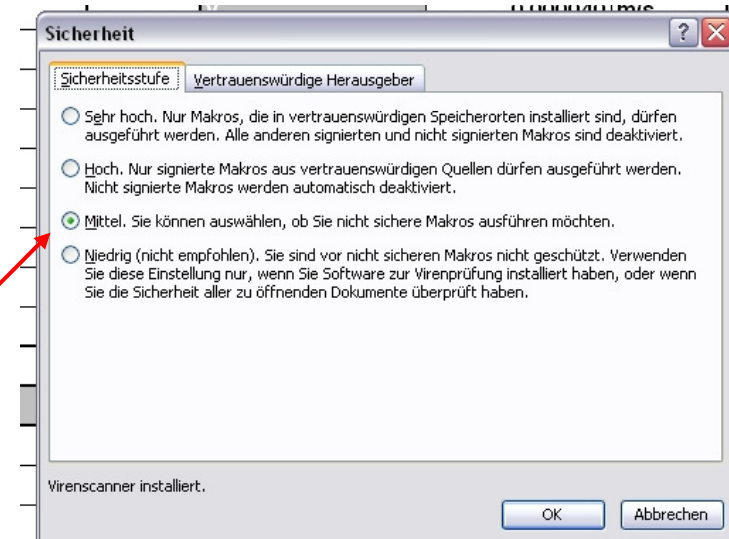 0,000040 m/s
Sicherheit
Sicherheitsstufe Vertrauenswürdige Herausgeber
Sehr hoch. Nur Makros, die in vertrauenswürdigen Speicherorten installiert sind, dürfen
ausgeführt werden. Alle anderen signierten und nicht signierten Makros sind deaktiviert.
Hoch. Nur signierte Makros aus vertrauenswürdigen Quellen dürfen ausgeführt werden.
Nicht signierte Makros werden automatisch deaktiviert.
Mittel. Sie können auswählen, ob Sie nicht sichere Makros ausführen möchten.
Niedrig (nicht empfohlen). Sie sind vor nicht sicheren Makros nicht geschützt. Verwenden
Sie diese Einstellung nur, wenn Sie Software zur Virenprüfung installiert haben, oder wenn
Sie die Sicherheit aller zu öffnenden Dokumente überprüft haben.
Virenscanner installiert.
OK Abbrechen